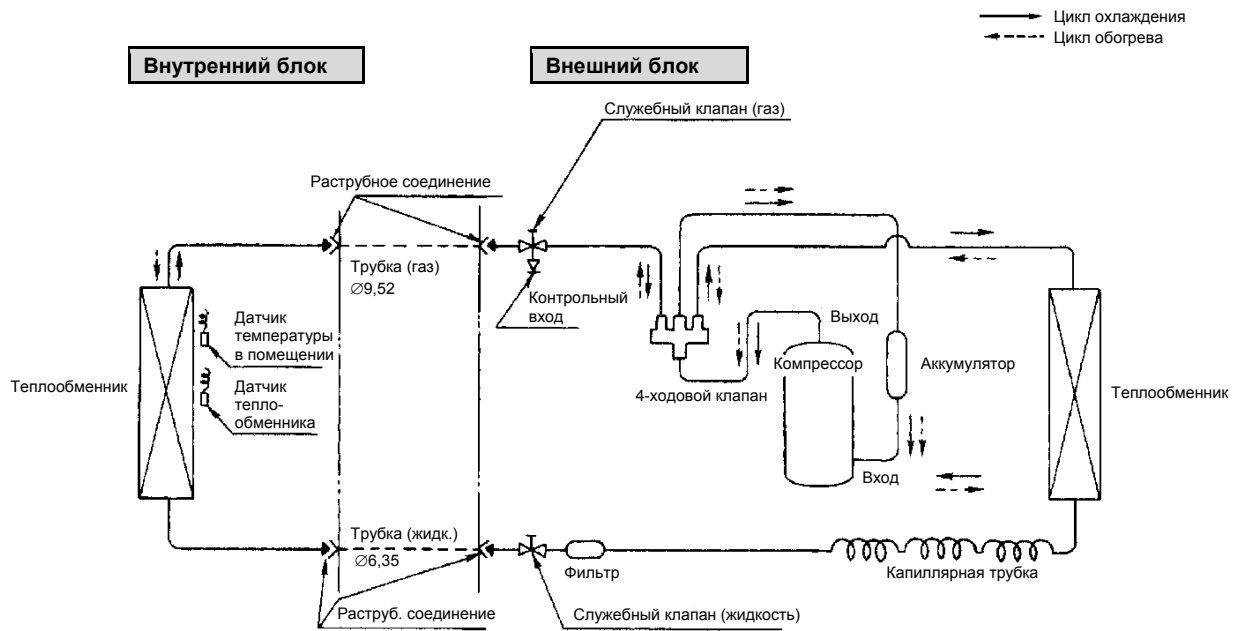 Цикл охлаждения
Цикл обогрева
Внутренний блок
Внешний блок
Служебный клапан (газ)
Раструбное соединение
Трубка (газ)
∅9,52
Контрольный
вход
Датчик
температуры
в помещении
Выход
Компрессор
Аккумулятор
Теплообменник
Датчик
тепло-
обменника
4-ходовой клапан
Теплообменник
Вход
Трубка (жидк.)
∅6,35
Фильтр
Капиллярная трубка
Раструб. соединение
Служебный клапан (жидкость)